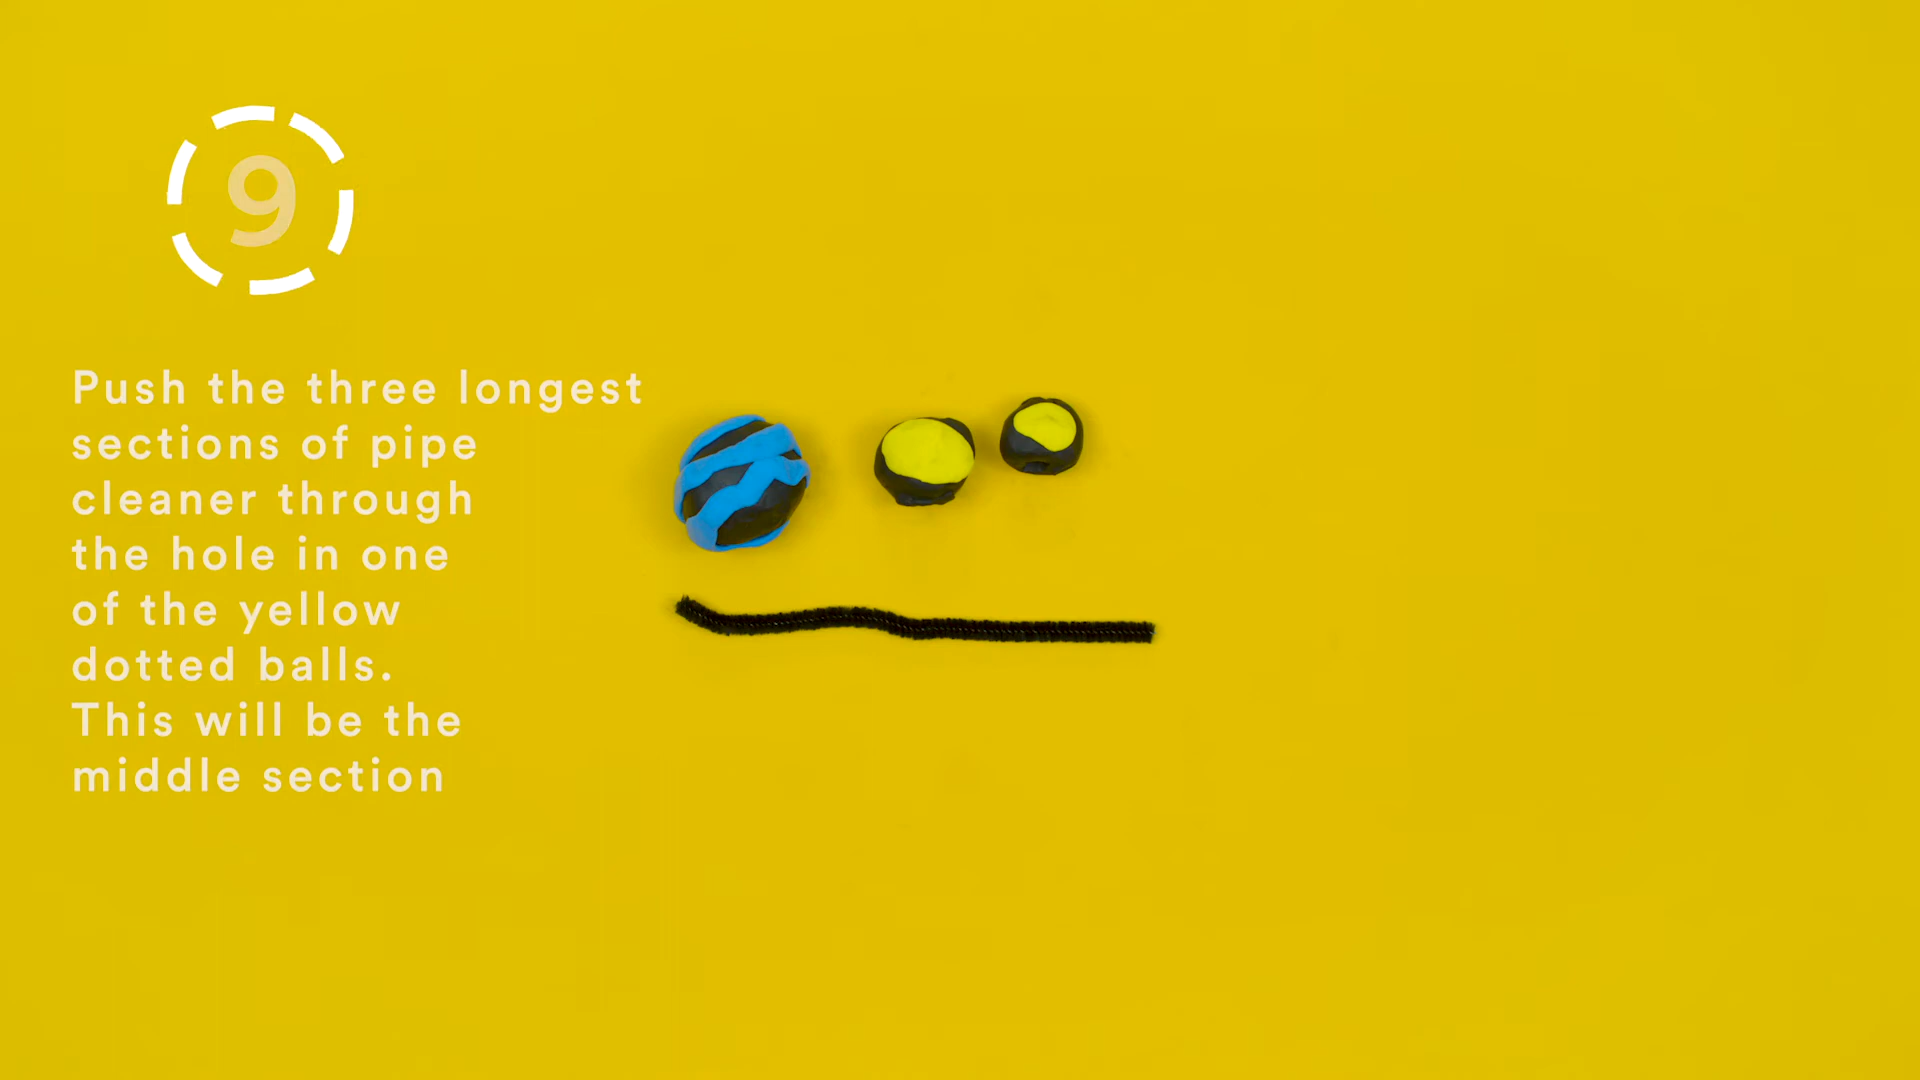 9
Push the three longest
sections of pipe
cleaner through
the hole in one
of the yellow
dotted balls.
This will be the
middle section